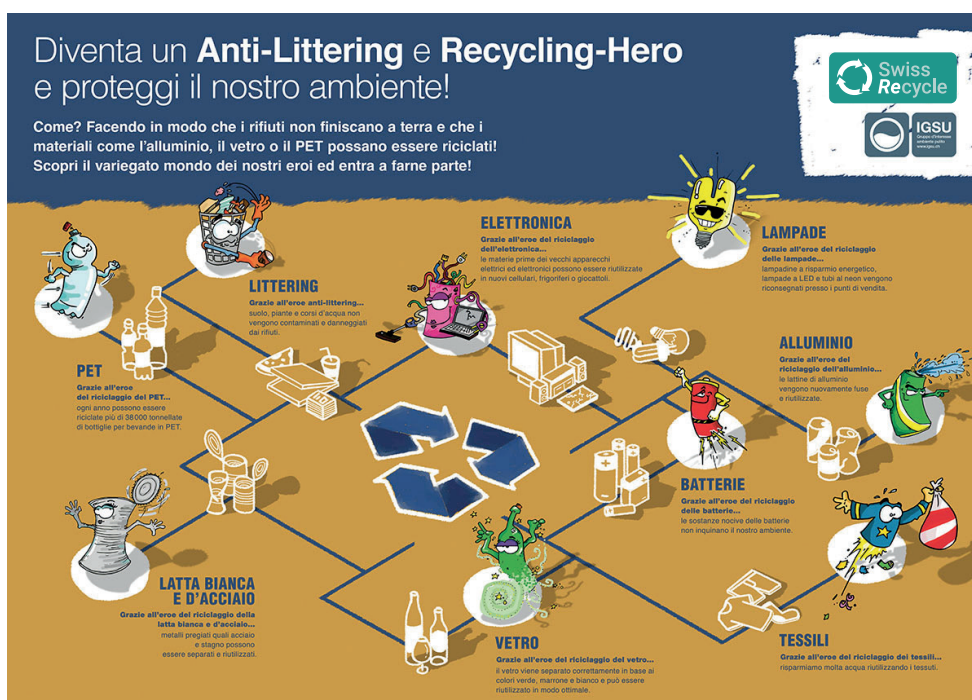 Diventa un Anti-Littering e Recycling-Hero
e proteggi il nostro ambiente!
Come? Facendo in modo che i rifiuti non finiscano a terra e che i
materiali come l'alluminio, il vetro o il PET possano essere riciclati!
Scopri il variegato mondo dei nostri eroi ed entra a farne parte!
Swiss
Recycle
IGSU
Gruppo d'interesse
ambiente pulito
www.igsu.ch
ELETTRONICA
Grazie all'eroe del riciclaggio
dell'elettronica...
le materie prime dei vecchi apparecchi
elettrici ed elettronici possono essere riutilizzate
in nuovi cellulari, frigoriferi o giocattoli.
LAMPADE
Grazie all'eroe del riciclaggio
delle lampade...
lampadine a risparmio energetico,
lampade a LED e tubi al neon vengono
riconsegnati presso i punti di vendita.
LITTERING
Grazie all'eroe anti-littering...
suolo, piante e corsi d'acqua non
vengono contaminati e danneggiati
dai rifiuti.
PET
Grazie all'eroe
del riciclaggio del PET...
ogni anno possono essere
riciclate più di 38000 tonnellate
di bottiglie per bevande in PET.
ALLUMINIO
Grazie all'eroe del
riciclaggio dell'alluminio...
le lattine di alluminio
vengono nuovamente fuse
e riutilizzate.
BATTERIE
Grazie all'eroe del riciclaggio
delle batterie...
le sostanze nocive delle batterie
non inquinano il nostro ambiente.
LATTA BIANCA
E D'ACCIAIO
Grazie all'eroe del riciclaggio della
latta bianca e d'acciaio...
metalli pregiati quali acciaio
e stagno possono
essere separati e riutilizzati.
VETRO
Grazie all'eroe del riciclaggio del vetro...
il vetro viene separato correttamente in base ai
colori verde, marrone e bianco e può essere
riutilizzato in modo ottimale.
TESSILI
Grazie all'eroe del riciclaggio dei tessili...
risparmiamo molta acqua riutilizzando i tessuti.